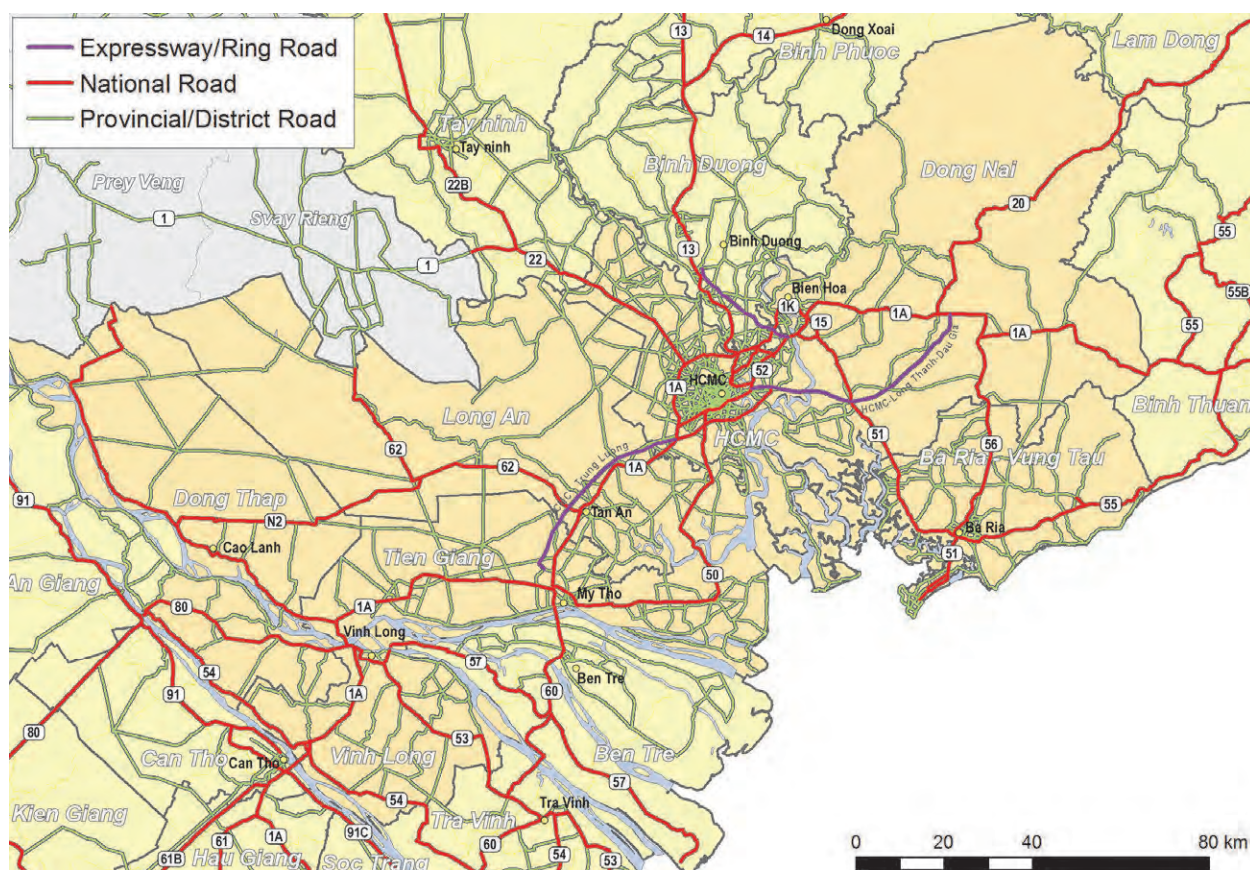 Expressway/Ring Road
National Road
Provincial/District Road
13
14
Dong Xoai
Binh Phuoc
Lam Dong
Tay ninh
Tay ninh
Binh Duong
Dong Nai
Prey Veng
22B
1
Svay Rieng
20
55
13
Binh Duong
22
1
55B
Bien Hoa
1K
15
1A
1A
55
52
HCMC
1A
HCMC-Long Thanh-Dau Gia
Binh Thuan
Long An
HCMC
51
56
62
62
1A
Ba Ria - Vung Tau
Trung Luong
91
Dong Thap
N2
Tan An
55
Ba Ria
Cao Lanh
Tien Giang
51
50
An Giang
80
1A
My Tho
Vinh Long
57
54
Ben Tre
91
1A
60
80
53
Can Tho
Vinh Long
Ben Tre
Can Tho
57
54
Tra Vinh
Kien Giang
Tra Vinh
1A
91C
61
60
54
53
61B
Hau Giang
Soc Trang
0 20 40 80 km